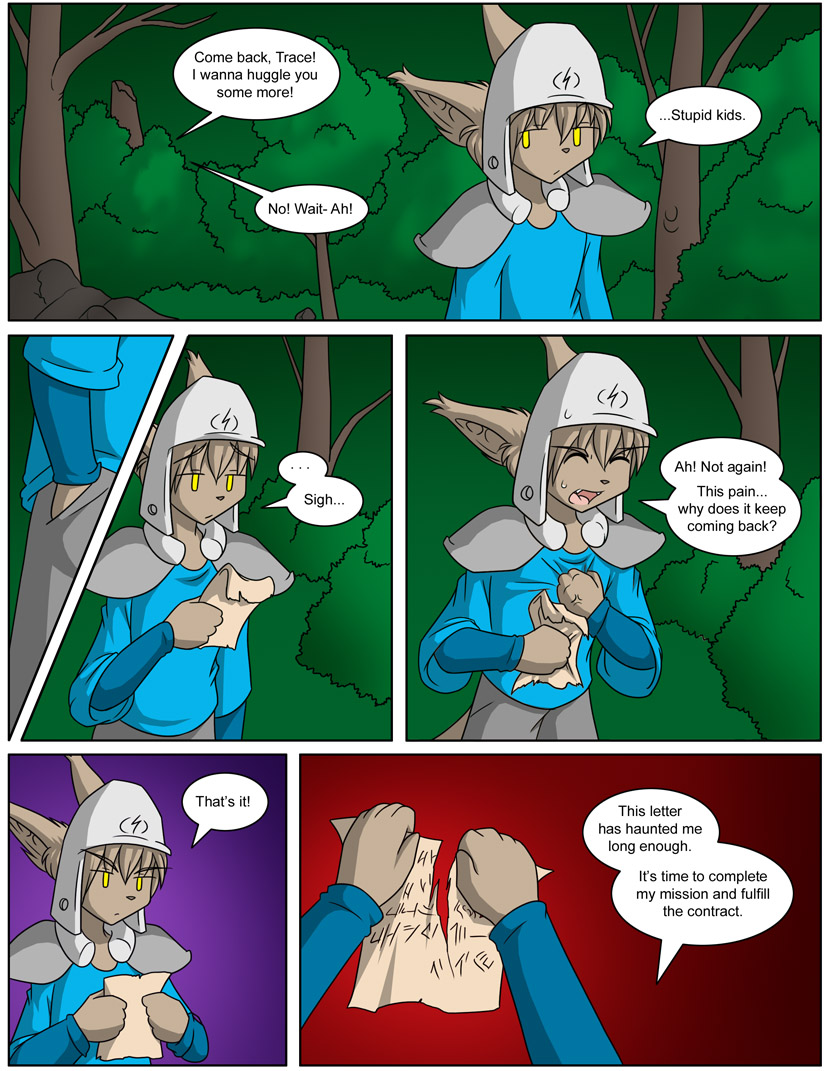 Come back, Trace!
I wanna huggle you
some more!
...Stupid kids.
No! Wait- Ah!
. . .
Sigh...
Ah! Not again!
This pain...
why does it keep
coming back?
That's it!
This letter
has haunted me
long enough.
It's time to complete
my mission and fulfill
the contract.